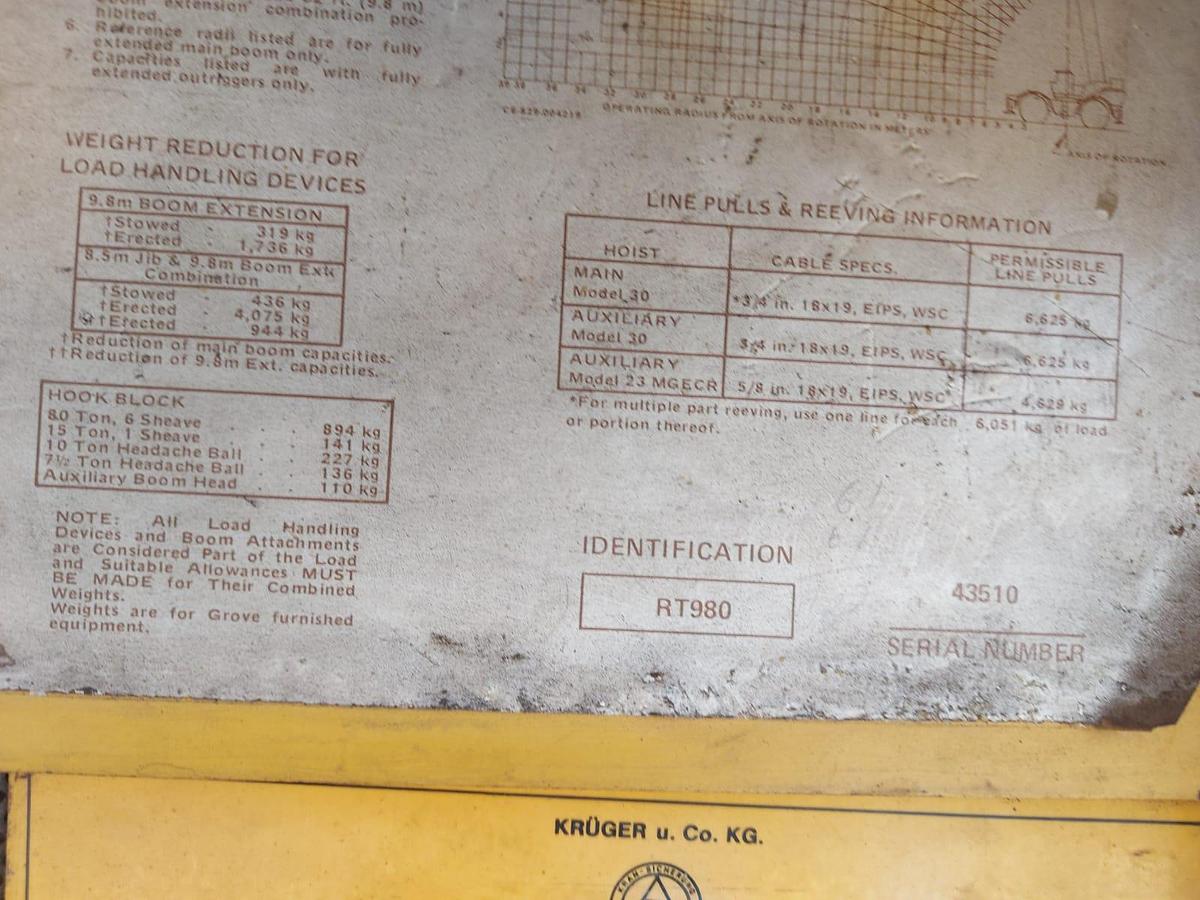 extension combination pro-
hibited.
6. Reference radii listed are for fully
extended main boom only.
7. Capacities listed are with fully
extended outriggers only.
OPERATING RADIUS FROM AXIS OF ROTATION IN METERS
AXIS OF ROTATION
WEIGHT REDUCTION FOR
LOAD HANDLING DEVICES
9.8m BOOM EXTENSION
†Stowed - 319 kg
†Erected - 1,736 kg
8.5m Jib & 9.8m Boom Ext.
Combination
†Stowed - 436 kg
†Erected - 4,075 kg
††Erected - 944 kg
†Reduction of main boom capacities.
††Reduction of 9.8m Ext. capacities.
HOOK BLOCK
80 Ton, 6 Sheave . . 894 kg
15 Ton, 1 Sheave . . 141 kg
10 Ton Headache Ball . . 227 kg
7½ Ton Headache Ball . . 136 kg
Auxiliary Boom Head . . 110 kg
NOTE: All Load Handling
Devices and Boom Attachments
are Considered Part of the Load
and Suitable Allowances MUST
BE MADE for Their Combined
Weights.
Weights are for Grove furnished
equipment.
LINE PULLS & REEVING INFORMATION
HOIST CABLE SPECS. PERMISSIBLE LINE PULLS
MAIN
Model 30 *3/4 in. 18x19, EIPS, WSC 6,625 kg
AUXILIARY
Model 30 3/4 in. 18x19, EIPS, WSC 6,625 kg
AUXILIARY
Model 23 MGECR 5/8 in. 18x19, EIPS, WSC 4,629 kg
*For multiple part reeving, use one line for each 6,051 kg of load
or portion thereof.
IDENTIFICATION
RT980
43510
SERIAL NUMBER
KRÜGER u. Co. KG.
KRAN-SICHERUNG